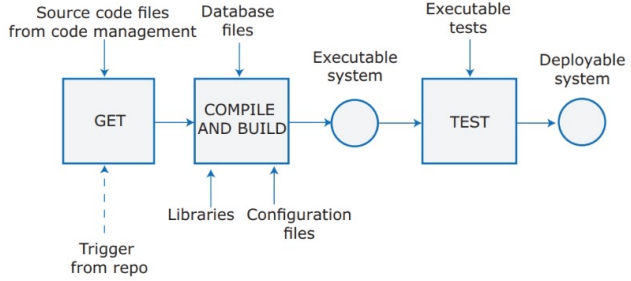 Source code files
from code management
Database
files
Executable
system
Executable
tests
Deployable
system
GET
COMPILE
AND BUILD
TEST
Libraries
Configuration
files
Trigger
from repo